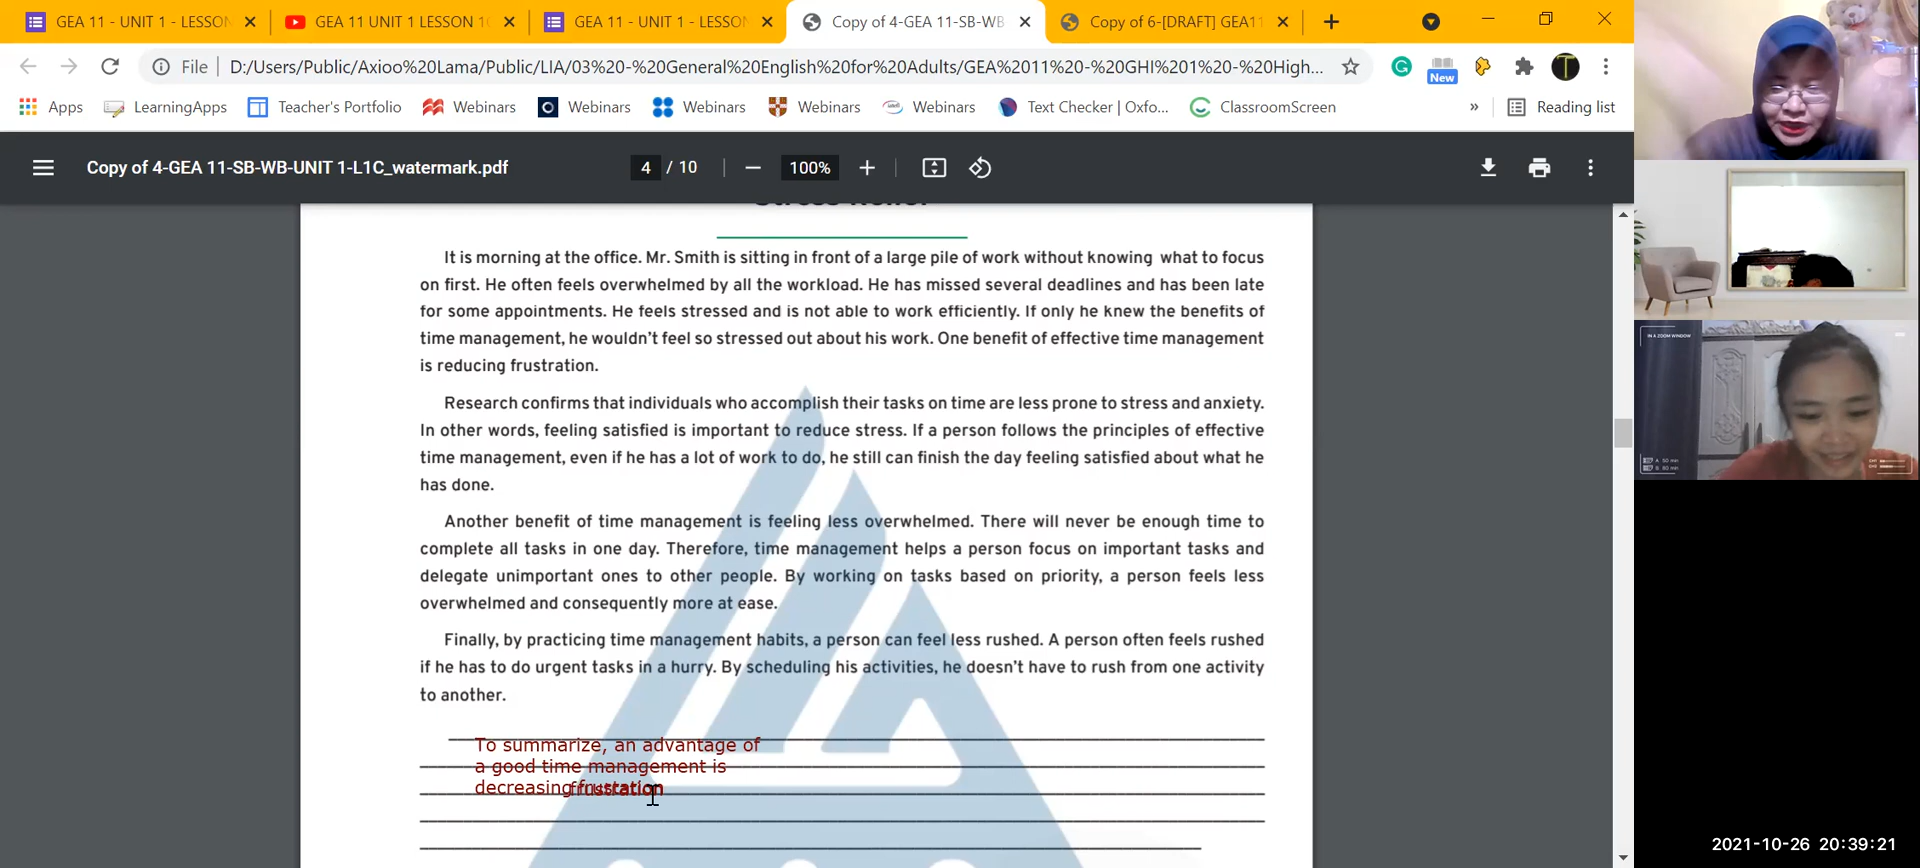 GEA 11 - UNIT 1 - LESSON
GEA 11 UNIT 1 LESSON 1
GEA 11 - UNIT 1 - LESSON
Copy of 4-GEA 11-SB-WB
Copy of 6-[DRAFT] GEA11
File
D:/Users/Public/Axioo%20Lama/Public/LIA/03%20-%20General%20English%20for%20Adults/GEA%2011%20-%20GHI%201%20-%20High...
New
T
Apps
LearningApps
Teacher's Portfolio
Webinars
Webinars
Webinars
Webinars
Webinars
Text Checker | Oxfo...
ClassroomScreen
»
Reading list
Copy of 4-GEA 11-SB-WB-UNIT 1-L1C_watermark.pdf
4 / 10
100%
It is morning at the office. Mr. Smith is sitting in front of a large pile of work without knowing what to focus
on first. He often feels overwhelmed by all the workload. He has missed several deadlines and has been late
for some appointments. He feels stressed and is not able to work efficiently. If only he knew the benefits of
time management, he wouldn't feel so stressed out about his work. One benefit of effective time management
is reducing frustration.
Research confirms that individuals who accomplish their tasks on time are less prone to stress and anxiety.
In other words, feeling satisfied is important to reduce stress. If a person follows the principles of effective
time management, even if he has a lot of work to do, he still can finish the day feeling satisfied about what he
has done.
Another benefit of time management is feeling less overwhelmed. There will never be enough time to
complete all tasks in one day. Therefore, time management helps a person focus on important tasks and
delegate unimportant ones to other people. By working on tasks based on priority, a person feels less
overwhelmed and consequently more at ease.
Finally, by practicing time management habits, a person can feel less rushed. A person often feels rushed
if he has to do urgent tasks in a hurry. By scheduling his activities, he doesn't have to rush from one activity
to another.
To summarize, an advantage of
a good time management is
decreasing frustration
IN A ZOOM WINDOW
A 50 min
B 60 min
2021-10-26 20:39:21